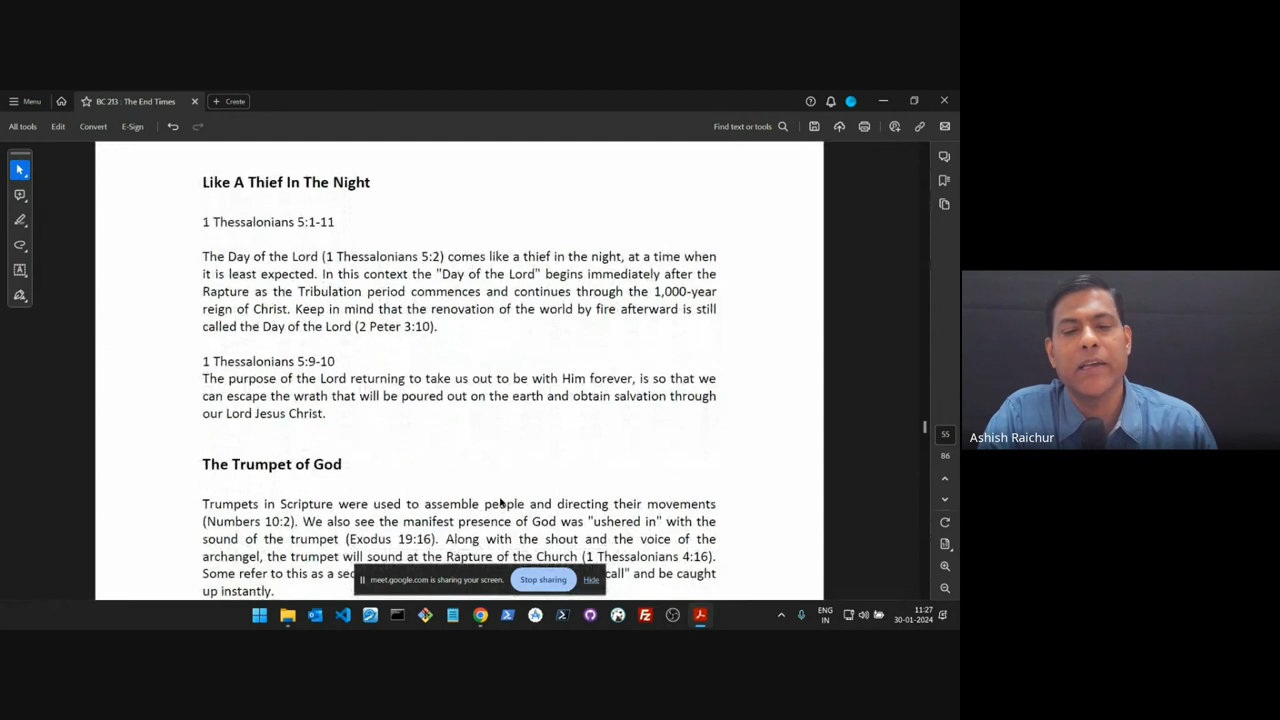 Menu
BC 213 : The End Times
Create
All tools
Edit
Convert
E-Sign
Find text or tools
Like A Thief In The Night
1 Thessalonians 5:1-11
The Day of the Lord (1 Thessalonians 5:2) comes like a thief in the night, at a time when
it is least expected. In this context the "Day of the Lord" begins immediately after the
Rapture as the Tribulation period commences and continues through the 1,000-year
reign of Christ. Keep in mind that the renovation of the world by fire afterward is still
called the Day of the Lord (2 Peter 3:10).
1 Thessalonians 5:9-10
The purpose of the Lord returning to take us out to be with Him forever, is so that we
can escape the wrath that will be poured out on the earth and obtain salvation through
our Lord Jesus Christ.
The Trumpet of God
Trumpets in Scripture were used to assemble people and directing their movements
(Numbers 10:2). We also see the manifest presence of God was "ushered in" with the
sound of the trumpet (Exodus 19:16). Along with the shout and the voice of the
archangel, the trumpet will sound at the Rapture of the Church (1 Thessalonians 4:16).
Some refer to this as a call" and be caught
up instantly.
55
86
meet.google.com is sharing your screen.
Stop sharing
Hide
ENG
IN
11:27
30-01-2024
Ashish Raichur